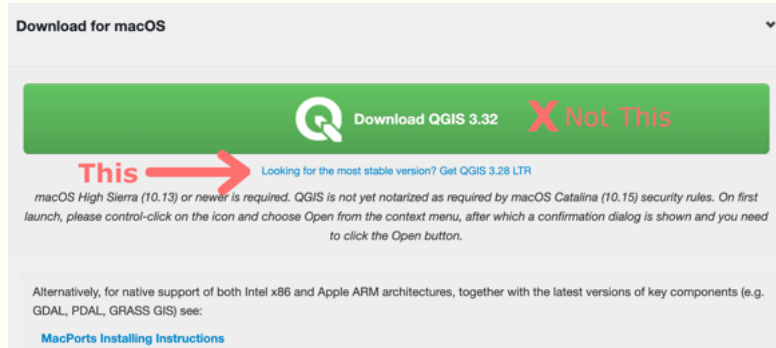 Download for macOS
Download QGIS 3.32
X Not This
This
Looking for the most stable version? Get QGIS 3.28 LTR
macOS High Sierra (10.13) or newer is required. QGIS is not yet notarized as required by macOS Catalina (10.15) security rules. On first
launch, please control-click on the icon and choose Open from the context menu, after which a confirmation dialog is shown and you need
to click the Open button.
Alternatively, for native support of both Intel x86 and Apple ARM architectures, together with the latest versions of key components (e.g.
GDAL, PDAL, GRASS GIS) see:
MacPorts Installing Instructions